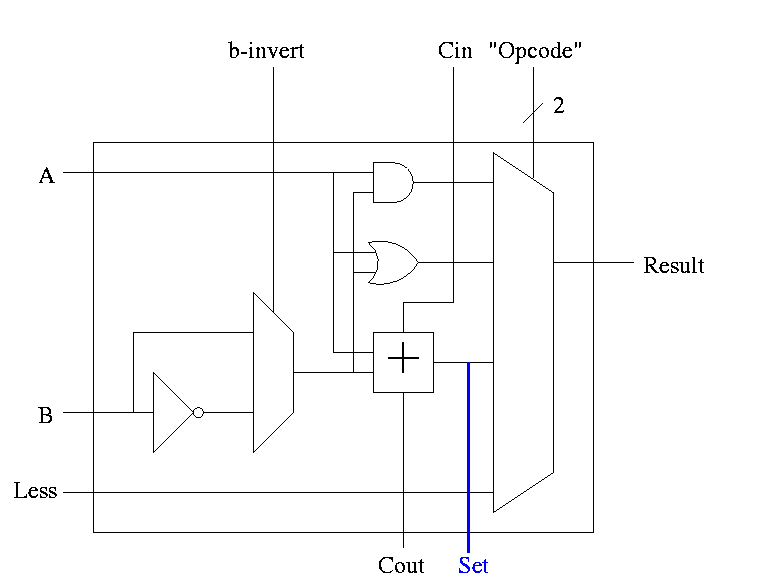 b-invert
Cin "Opcode"
2
A
Result
B
Less
Cout Set